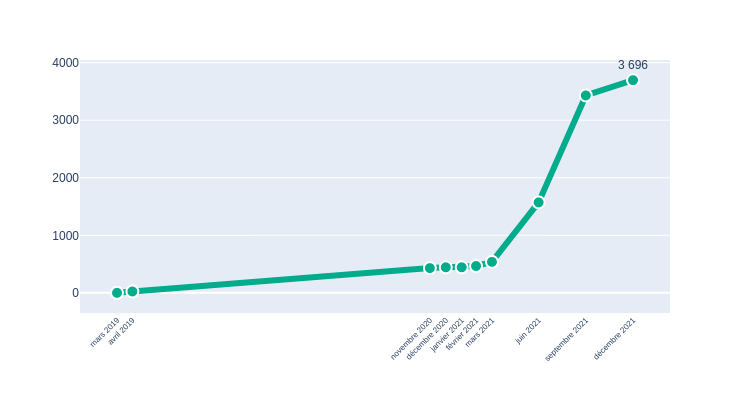 4000
3000
2000
1000
0
3 696
mars 2019
avril 2019
novembre 2020
décembre 2020
janvier 2021
février 2021
mars 2021
juin 2021
septembre 2021
décembre 2021